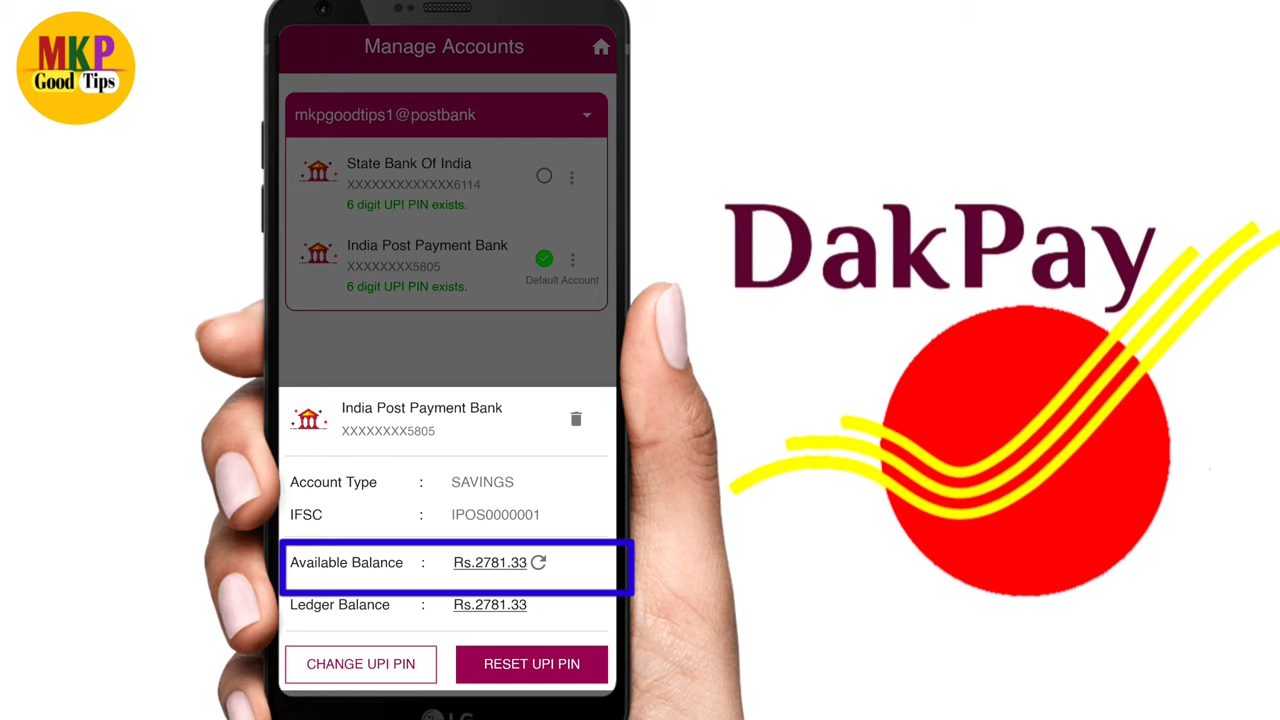 MKP
Good Tips
Manage Accounts
mkpgoodtips1@postbank
State Bank Of India
XXXXXXXXXXXXX6114
6 digit UPI PIN exists.
India Post Payment Bank
XXXXXXXX5805
6 digit UPI PIN exists.
Default Account
India Post Payment Bank
XXXXXXXX5805
Account Type : SAVINGS
IFSC : IPOS0000001
Available Balance : Rs.2781.33
Ledger Balance : Rs.2781.33
CHANGE UPI PIN
RESET UPI PIN
LG
DakPay